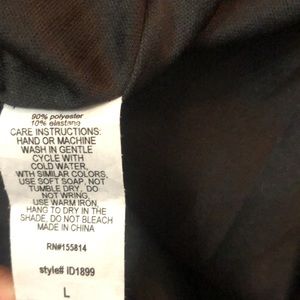 90% polyester
10% elastane
CARE INSTRUCTIONS:
HAND OR MACHINE
WASH IN GENTLE
CYCLE WITH
COLD WATER,
WITH SIMILAR COLORS,
USE SOFT SOAP, NOT
TUMBLE DRY, DO
NOT WRING,
USE WARM IRON,
HANG TO DRY IN THE
SHADE, DO NOT BLEACH
MADE IN CHINA
RN#155814
style# ID1899
L